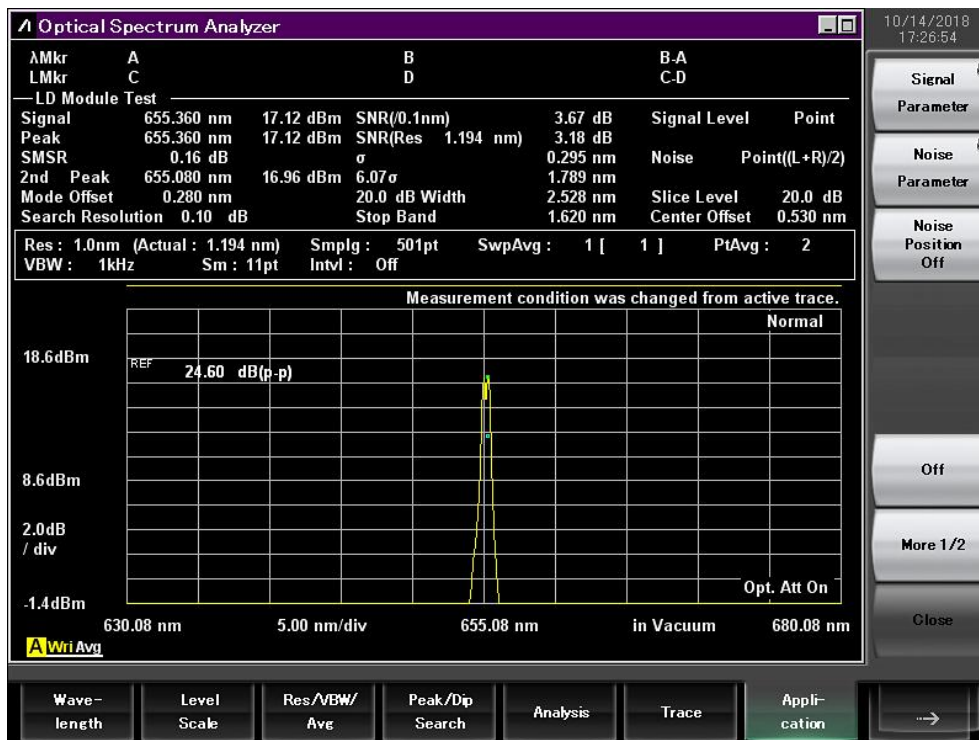 Optical Spectrum Analyzer
10/14/2018
17:26:54
λMkr A B B-A
LMkr C D C-D
LD Module Test
Signal 655.360 nm 17.12 dBm SNR(/0.1nm) 3.67 dB Signal Level Point
Peak 655.360 nm 17.12 dBm SNR(Res 1.194 nm) 3.18 dB
SMSR 0.16 dB σ 0.295 nm Noise Point((L+R)/2)
2nd Peak 655.080 nm 16.96 dBm 6.07σ 1.789 nm
Mode Offset 0.280 nm 20.0 dB Width 2.528 nm Slice Level 20.0 dB
Search Resolution 0.10 dB Stop Band 1.620 nm Center Offset 0.530 nm
Res : 1.0nm (Actual : 1.194 nm) Smplg : 501pt SwpAvg : 1 [ 1 ] PtAvg : 2
VBW : 1kHz Sm : 11pt Intvl : Off
Measurement condition was changed from active trace.
Normal
18.6dBm
REF
24.60 dB(p-p)
8.6dBm
2.0dB
/ div
Opt. Att On
-1.4dBm
630.08 nm 5.00 nm/div 655.08 nm in Vacuum 680.08 nm
A Wri Avg
Signal
Parameter
Noise
Parameter
Noise
Position
Off
Off
More 1/2
Close
Wave-
length
Level
Scale
Res/VBW/
Avg
Peak/Dip
Search
Analysis
Trace
Appli-
cation